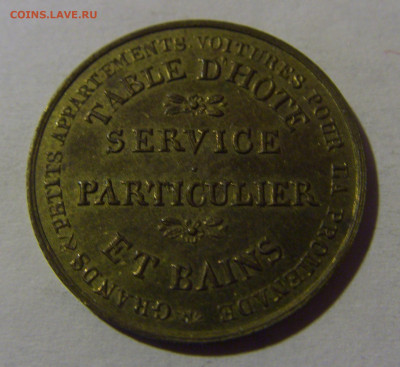 COINS.LAVE.RU
GRANDS & PETITS APPARTEMENTS VOITURES POUR LA PROMENADE
TABLE D'HOTE
SERVICE
PARTICULIER
ET BAINS